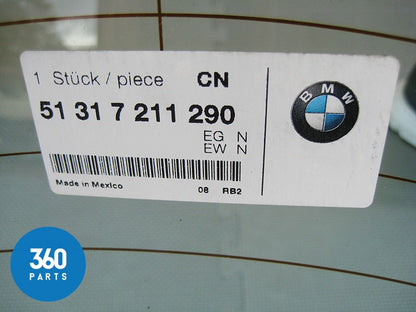 1 Stück / piece CN
51 31 7 211 290
EG N
EW N
Made in Mexico 08 RB2
BMW
360
PARTS